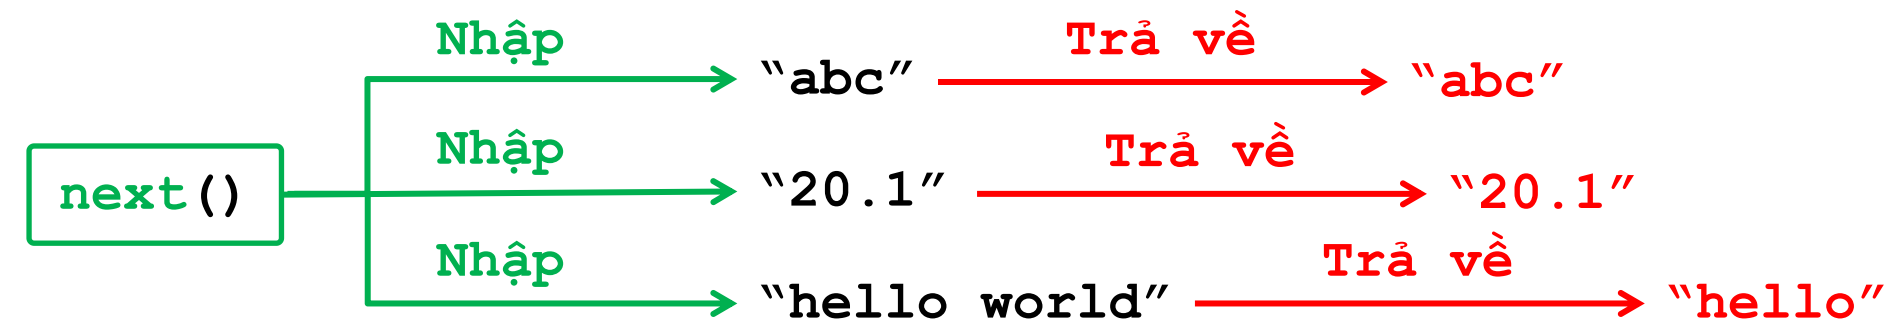 Nhập
“abc”
Trả về
“abc”
next()
Nhập
“20.1”
Trả về
“20.1”
Nhập
“hello world”
Trả về
“hello”